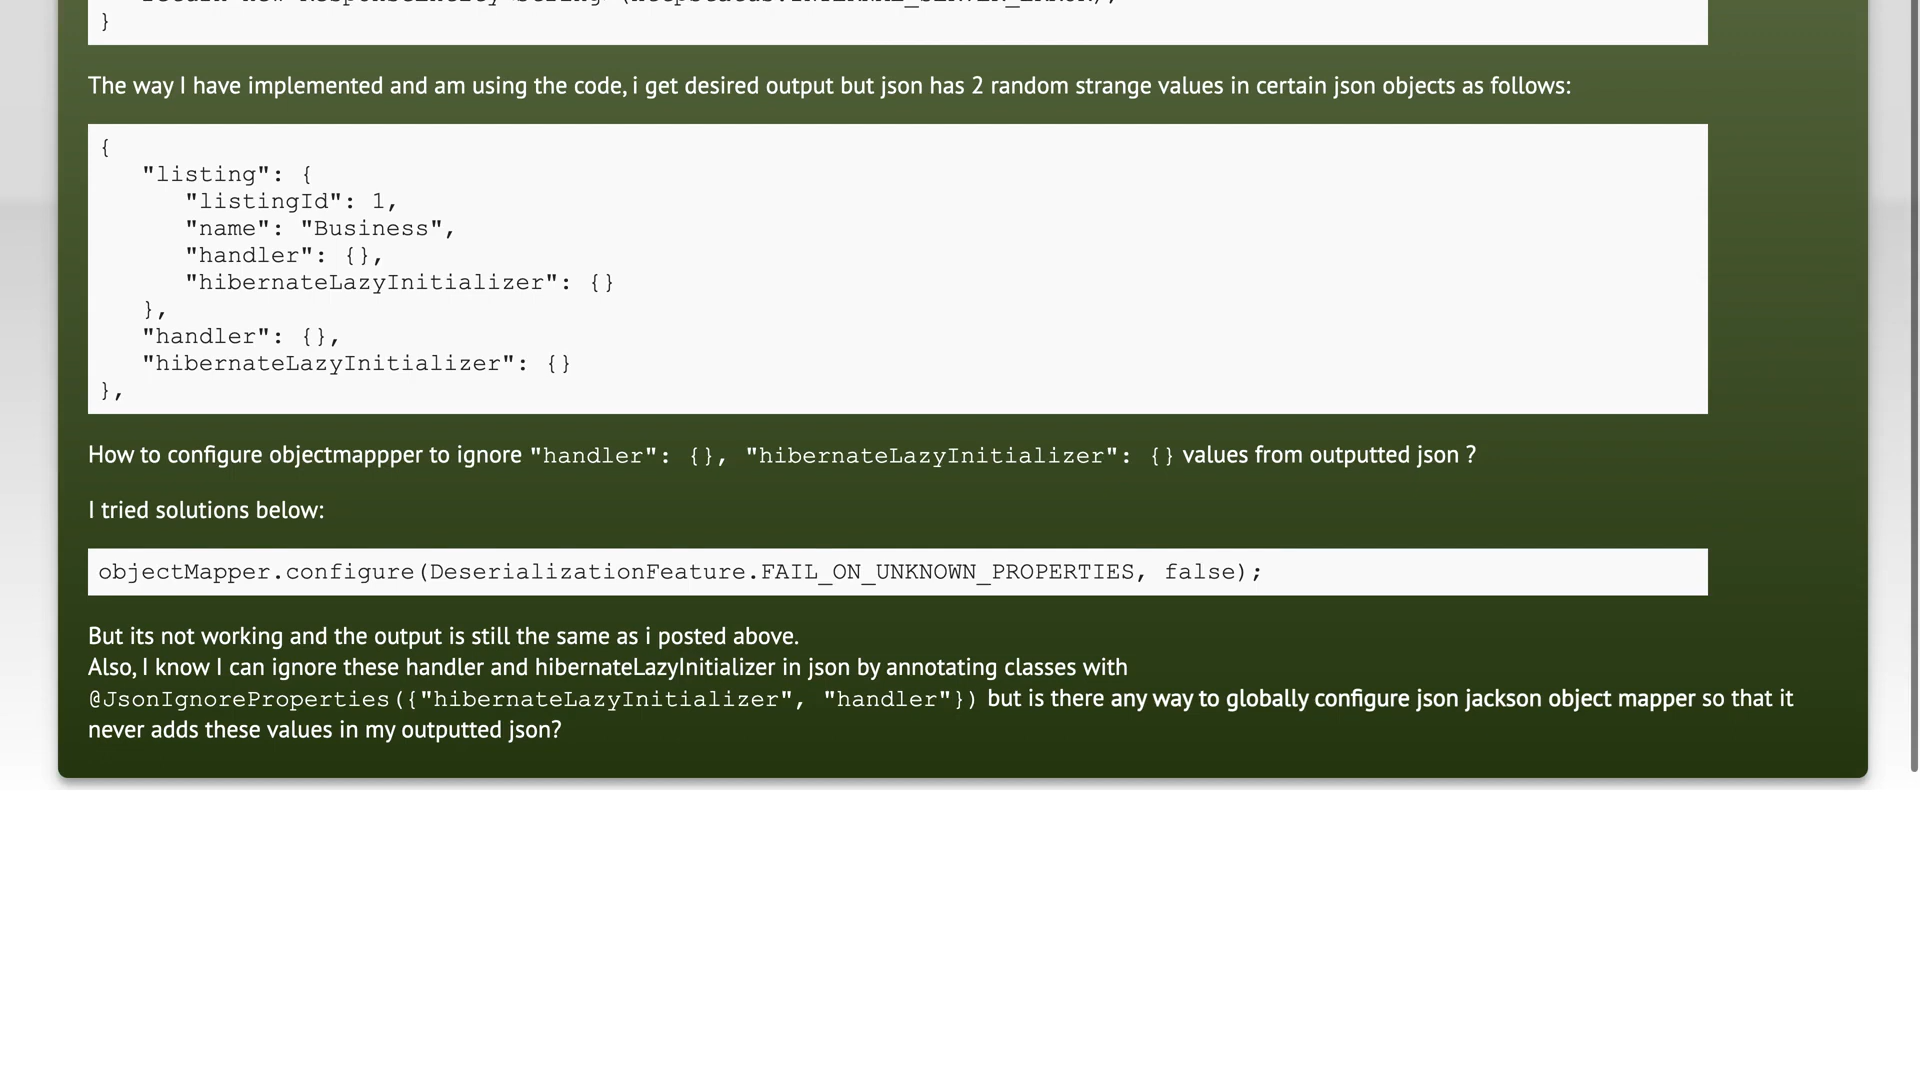 }
The way I have implemented and am using the code, i get desired output but json has 2 random strange values in certain json objects as follows:
{
"listing": {
"listingId": 1,
"name": "Business",
"handler": {},
"hibernateLazyInitializer": {}
},
"handler": {},
"hibernateLazyInitializer": {}
},
How to configure objectmappper to ignore "handler": {}, "hibernateLazyInitializer": {} values from outputted json ?
I tried solutions below:
objectMapper.configure(DeserializationFeature.FAIL_ON_UNKNOWN_PROPERTIES, false);
But its not working and the output is still the same as i posted above.
Also, I know I can ignore these handler and hibernateLazyInitializer in json by annotating classes with
@JsonIgnoreProperties({"hibernateLazyInitializer", "handler"}) but is there any way to globally configure json jackson object mapper so that it
never adds these values in my outputted json?